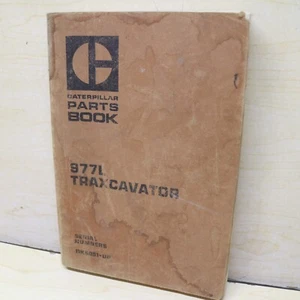 CATERPILLAR
PARTS
BOOK
977L
TRAXCAVATOR
SERIAL
NUMBERS